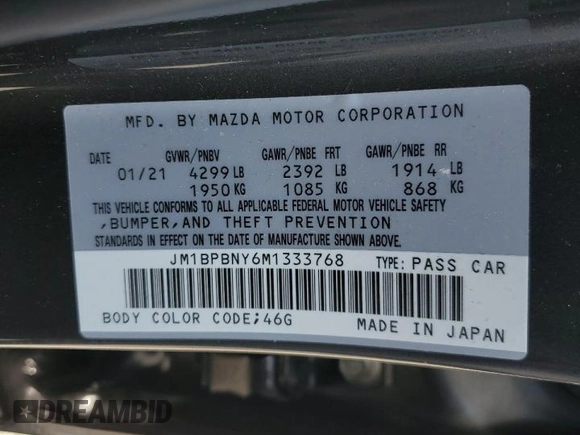 MFD. BY MAZDA MOTOR CORPORATION
DATE GVWR/PNBV GAWR/PNBE FRT GAWR/PNBE RR
01/21 4299 LB 2392 LB 1914 LB
1950 KG 1085 KG 868 KG
THIS VEHICLE CONFORMS TO ALL APPLICABLE FEDERAL MOTOR VEHICLE SAFETY
,BUMPER,AND THEFT PREVENTION
STANDARDS IN EFFECT ON THE DATE OF MANUFACTURE SHOWN ABOVE.
JM1BPBNY6M1333768 TYPE: PASS CAR
BODY COLOR CODE;46G MADE IN JAPAN
DREAMBID